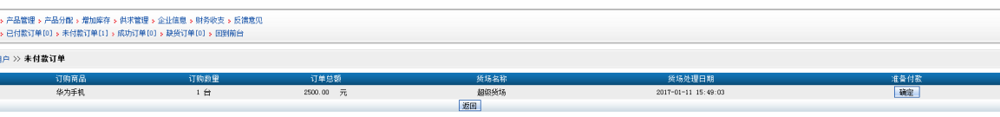 > 产品管理 > 产品分配 > 增加库存 > 供求管理 > 企业信息 > 财务收支 > 反馈意见
> 已付款订单[0] > 未付款订单[1] > 成功订单[0] > 缺货订单[0] > 回到前台
户 >> 未付款订单
订购商品 订购数量 订单总额 货场名称 货场处理日期 准备付款
华为手机 1 台 2500.00 元 超级货场 2017-01-11 15:49:03 确定
返回